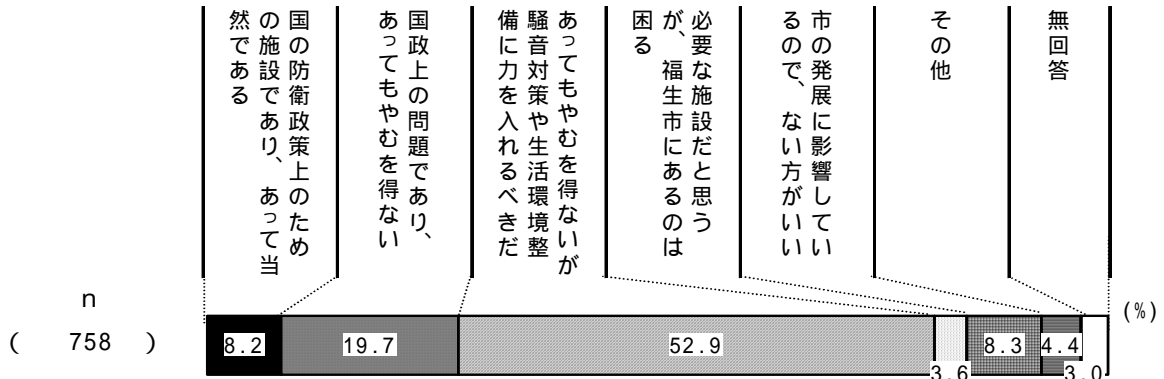 国の防衛政策上のため
の施設であり、あって当
然である
国政上の問題であり、
あってもやむを得ない
あってもやむを得ないが
騒音対策や生活環境整
備に力を入れるべきだ
必要な施設だと思う
が、福生市にあるのは
困る
市の発展に影響してい
るので、ない方がいい
その他
無回答
n
( 758 )
(%)
8.2
19.7
52.9
3.6
8.3
4.4
3.0